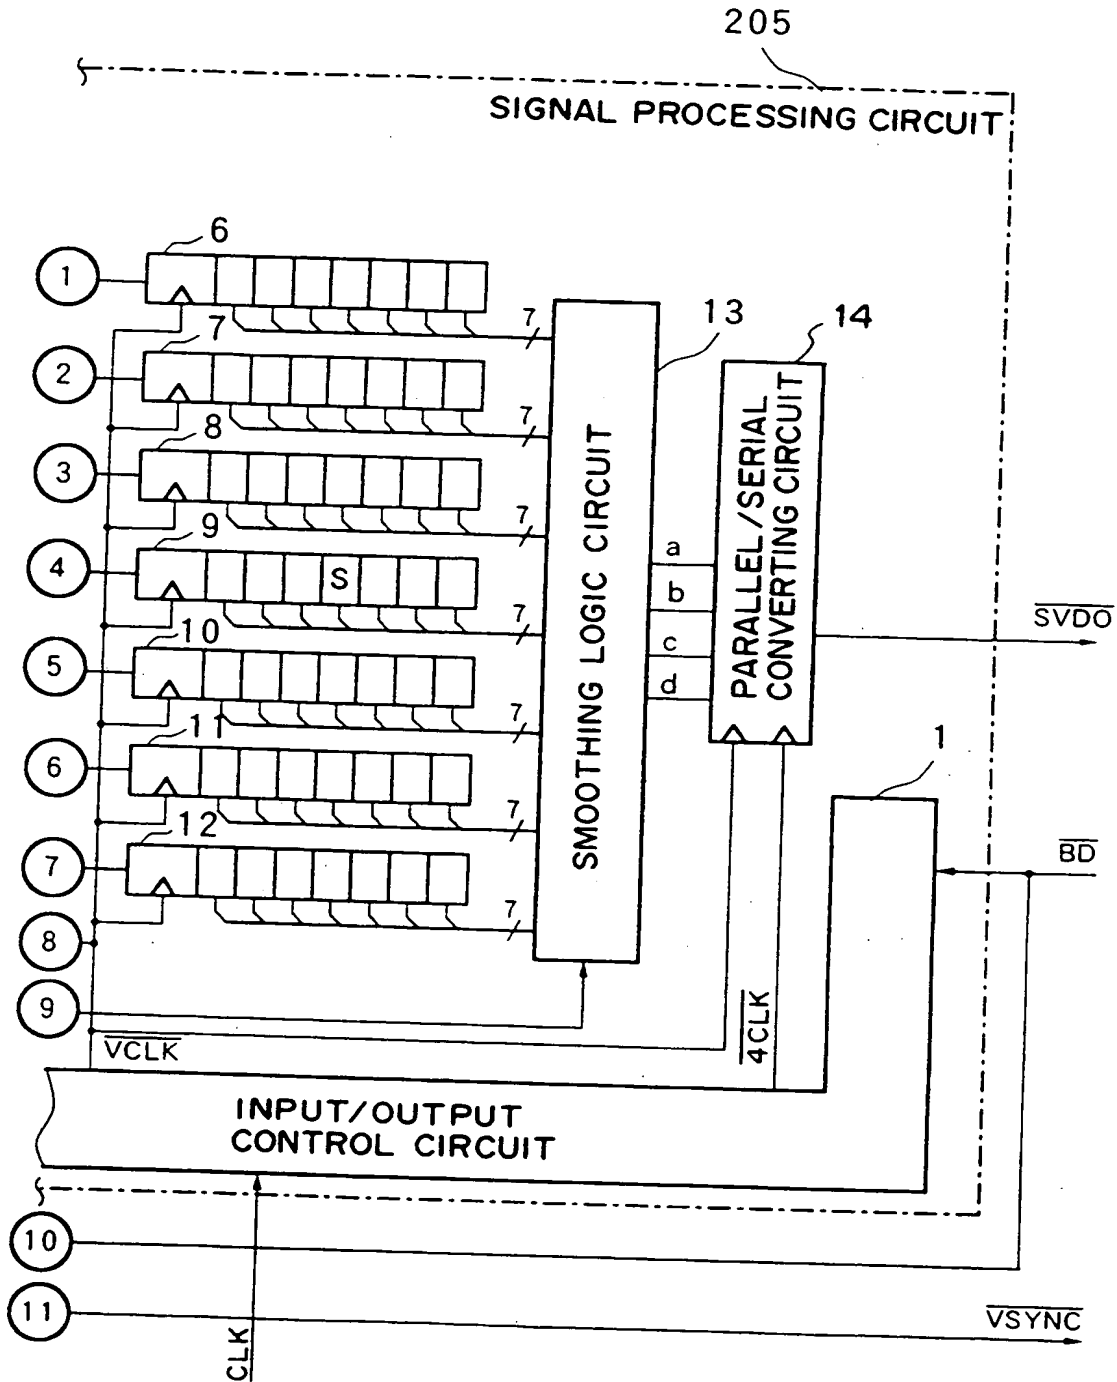 205
SIGNAL PROCESSING CIRCUIT
6
1
7
13
7
14
2
7
8
3
7
9
4
S
7
10
5
7
11
6
7
12
7
7
8
9
SMOOTHING LOGIC CIRCUIT
a
b
c
d
PARALLEL/SERIAL
CONVERTING CIRCUIT
SVDO
1
BD
VCLK
4CLK
INPUT/OUTPUT
CONTROL CIRCUIT
10
11
CLK
VSYNC